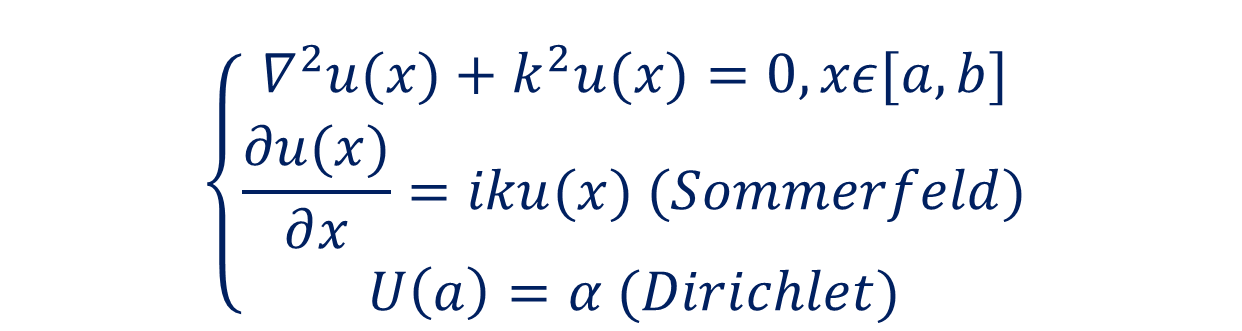 ∇²u(x) + k²u(x) = 0, xϵ[a, b]
∂u(x)/∂x = iku(x) (Sommerfeld)
U(a) = α (Dirichlet)